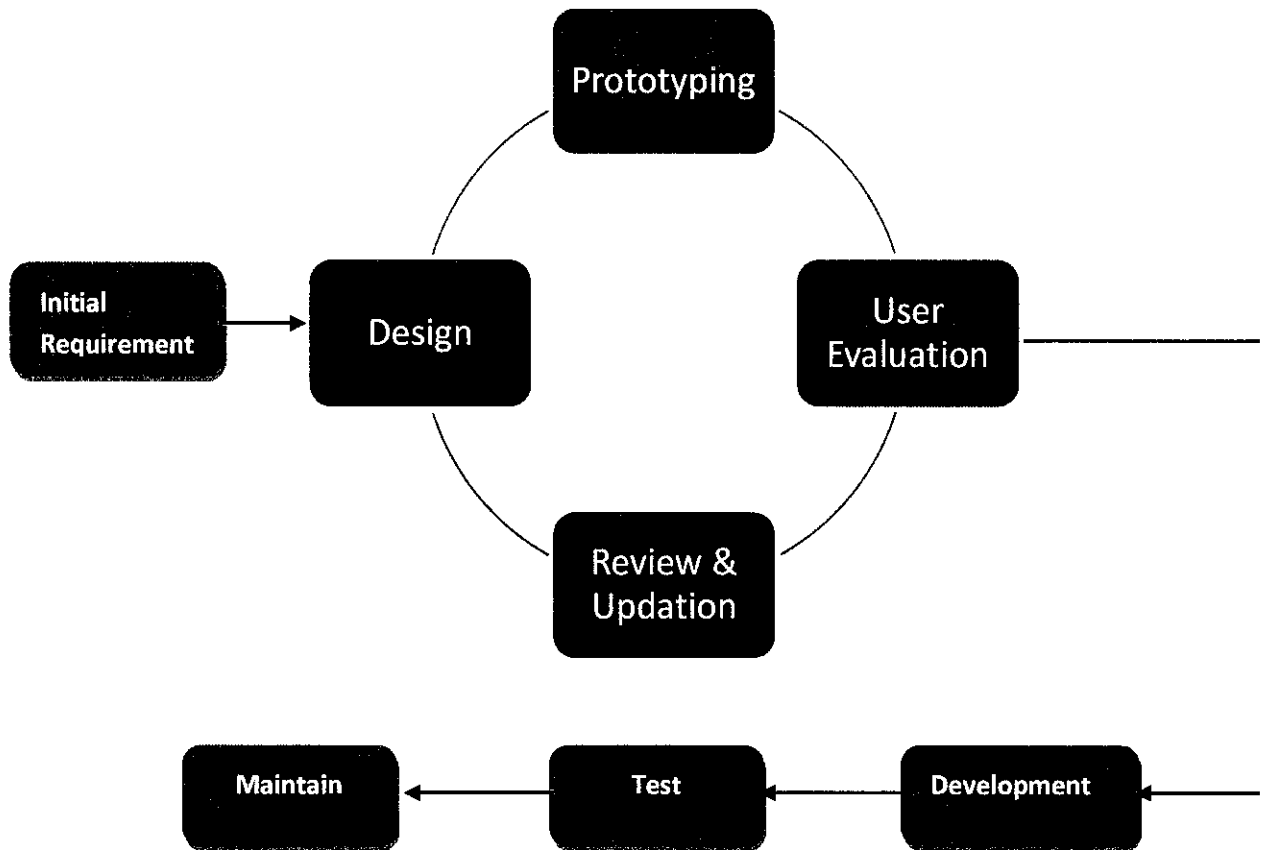 Prototyping
Initial
Requirement
Design
User
Evaluation
Review &
Updation
Maintain
Test
Development